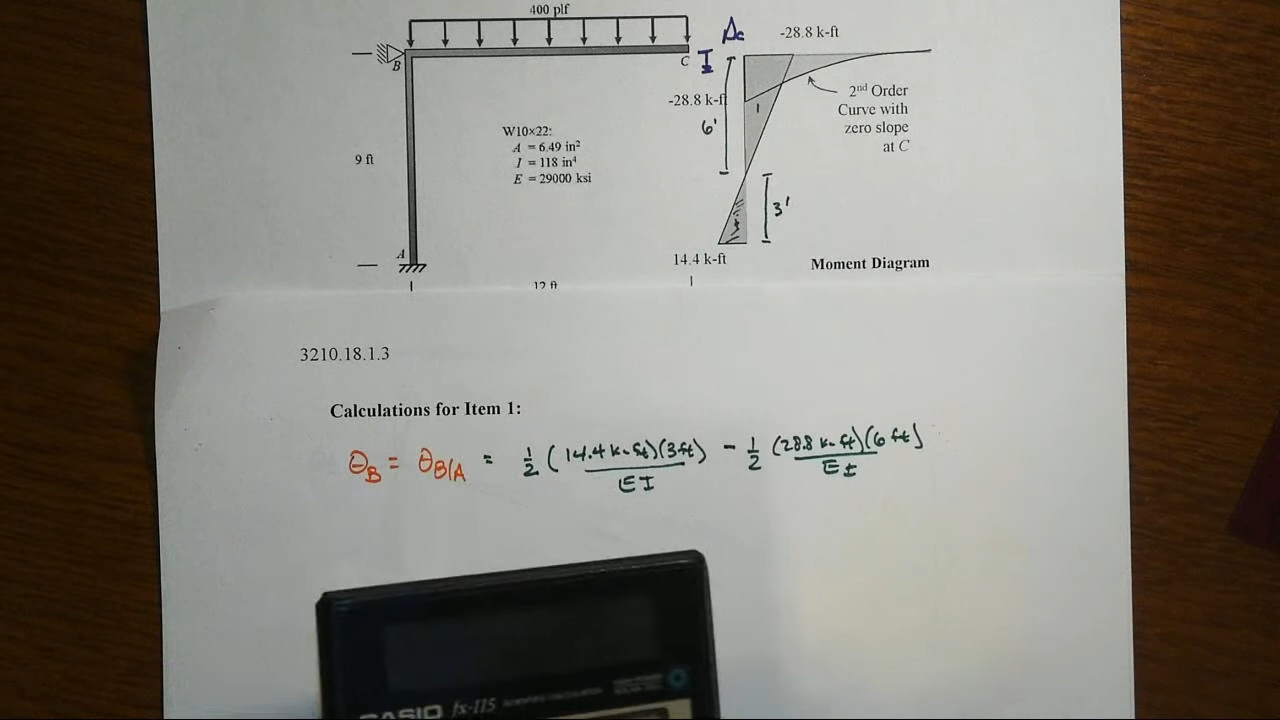 400 plf
Δc
-28.8 k-ft
B
C
I
-28.8 k-ft
6'
1
2nd Order
Curve with
zero slope
at C
W10×22:
A = 6.49 in²
I = 118 in⁴
E = 29000 ksi
9 ft
3'
A
14.4 k-ft
Moment Diagram
12 ft
3210.18.1.3
Calculations for Item 1:
θB = θB/A = 1/2 (14.4 k-ft)(3ft)/EI - 1/2 (28.8 k-ft)(6 ft)/EI
CASIO fx-115